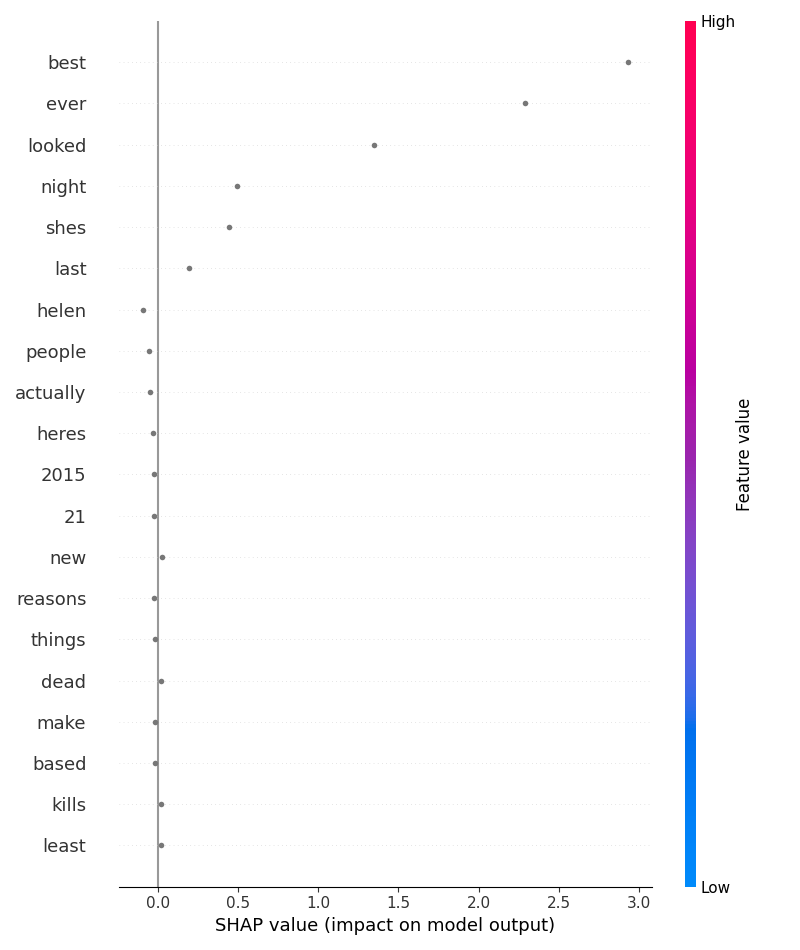 High
best
ever
looked
night
shes
last
helen
people
actually
heres
2015
21
new
reasons
things
dead
make
based
kills
least
Feature value
Low
0.0 0.5 1.0 1.5 2.0 2.5 3.0
SHAP value (impact on model output)